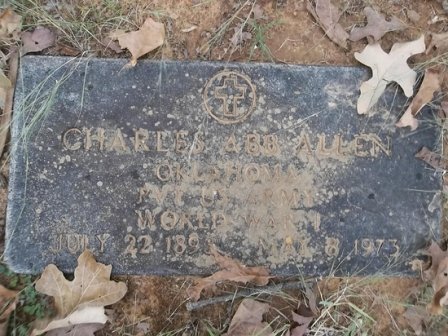 CHARLES ABB ALLEN
OKLAHOMA
PVT US ARMY
WORLD WAR I
JULY 22 MAY 8 1973